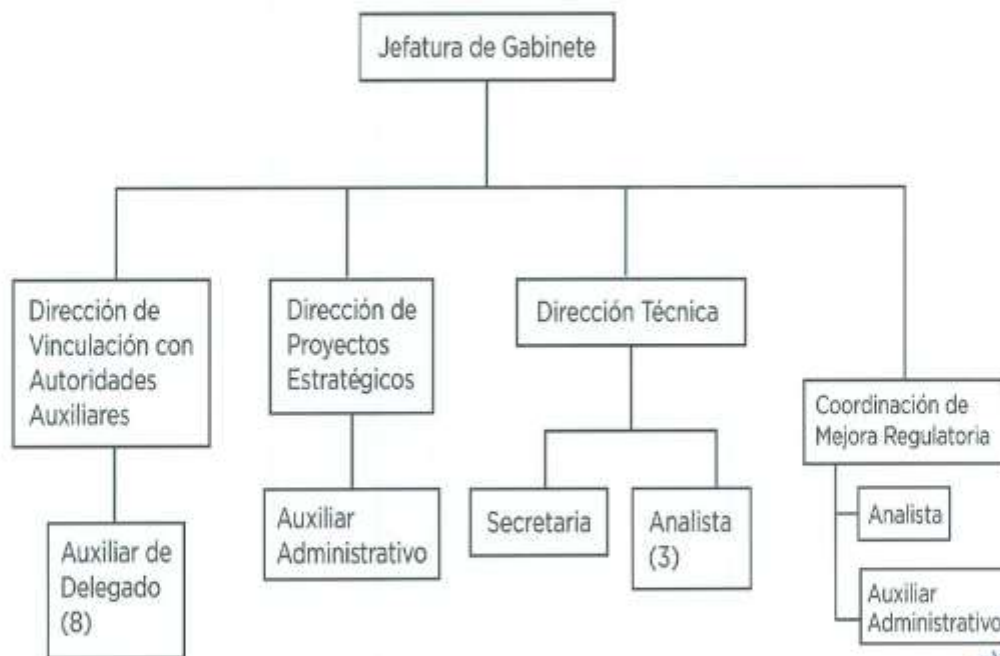 Jefatura de Gabinete
Dirección de
Vinculación con
Autoridades
Auxiliares
Dirección de
Proyectos
Estratégicos
Dirección Técnica
Coordinación de
Mejora Regulatoria
Auxiliar de
Delegado
(8)
Auxiliar
Administrativo
Secretaria
Analista
(3)
Analista
Auxiliar
Administrativo